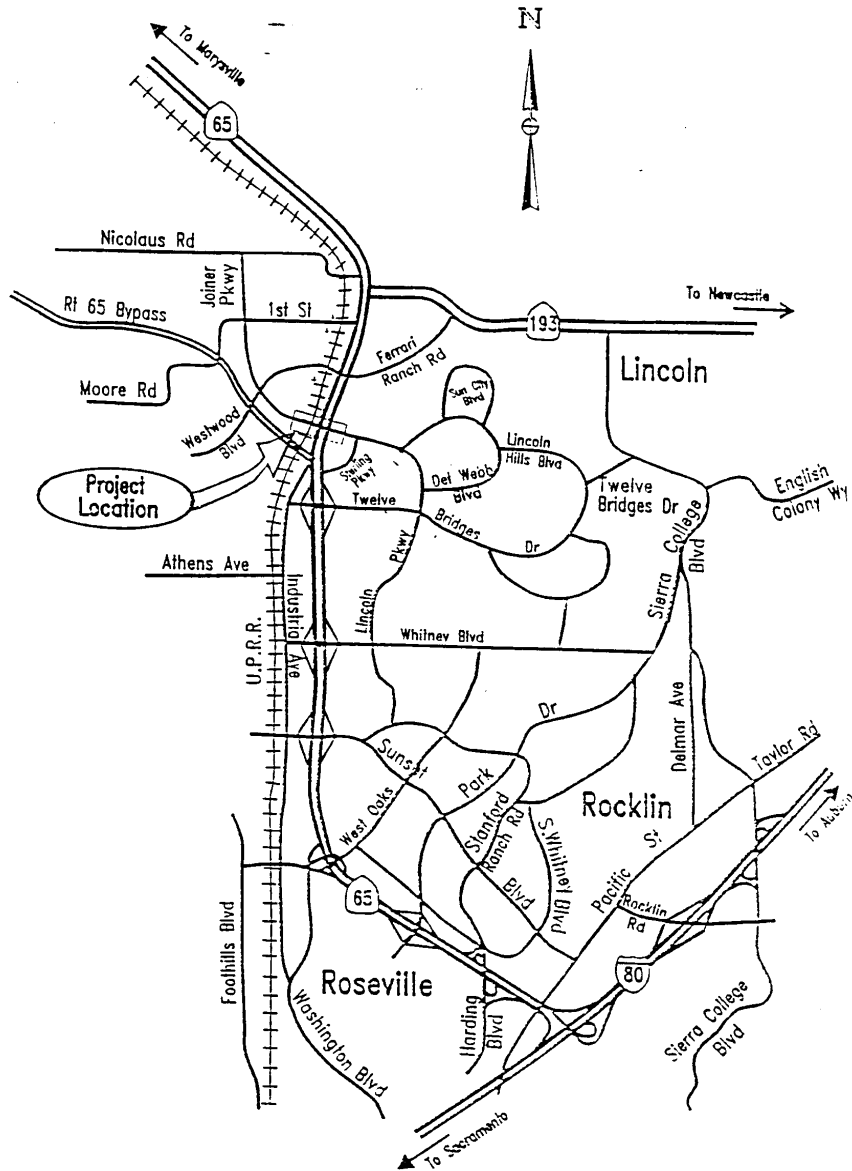 N
To Marysville
65
Nicolaus Rd
Joiner
Pkwy
To Newcastle
Rt 65 Bypass
1st St
193
Ferrari
Ranch Rd
Lincoln
Moore Rd
Sun City
Blvd
Westwood
Blvd
Lincoln
Hills Blvd
Pkwy
Del Webb
Blvd
Project
Location
Twelve
Bridges Dr
English
Colony Wy
Twelve
Bridges
Dr
Sierra College
Blvd
Athens Ave
Industrial
Ave
Lincoln
Pkwy
U.P.R.R.
Whitney Blvd
Dr
Delmar Ave
Sunset
Taylor Rd
Park
West Oaks
Stanford
Ranch Rd
Rocklin
To Auburn
S. Whitney Blvd
Pacific
St
65
Blvd
Rocklin
Rd
Foothills Blvd
80
Roseville
Washington Blvd
Harding
Blvd
Sierra College
Blvd
To Sacramento